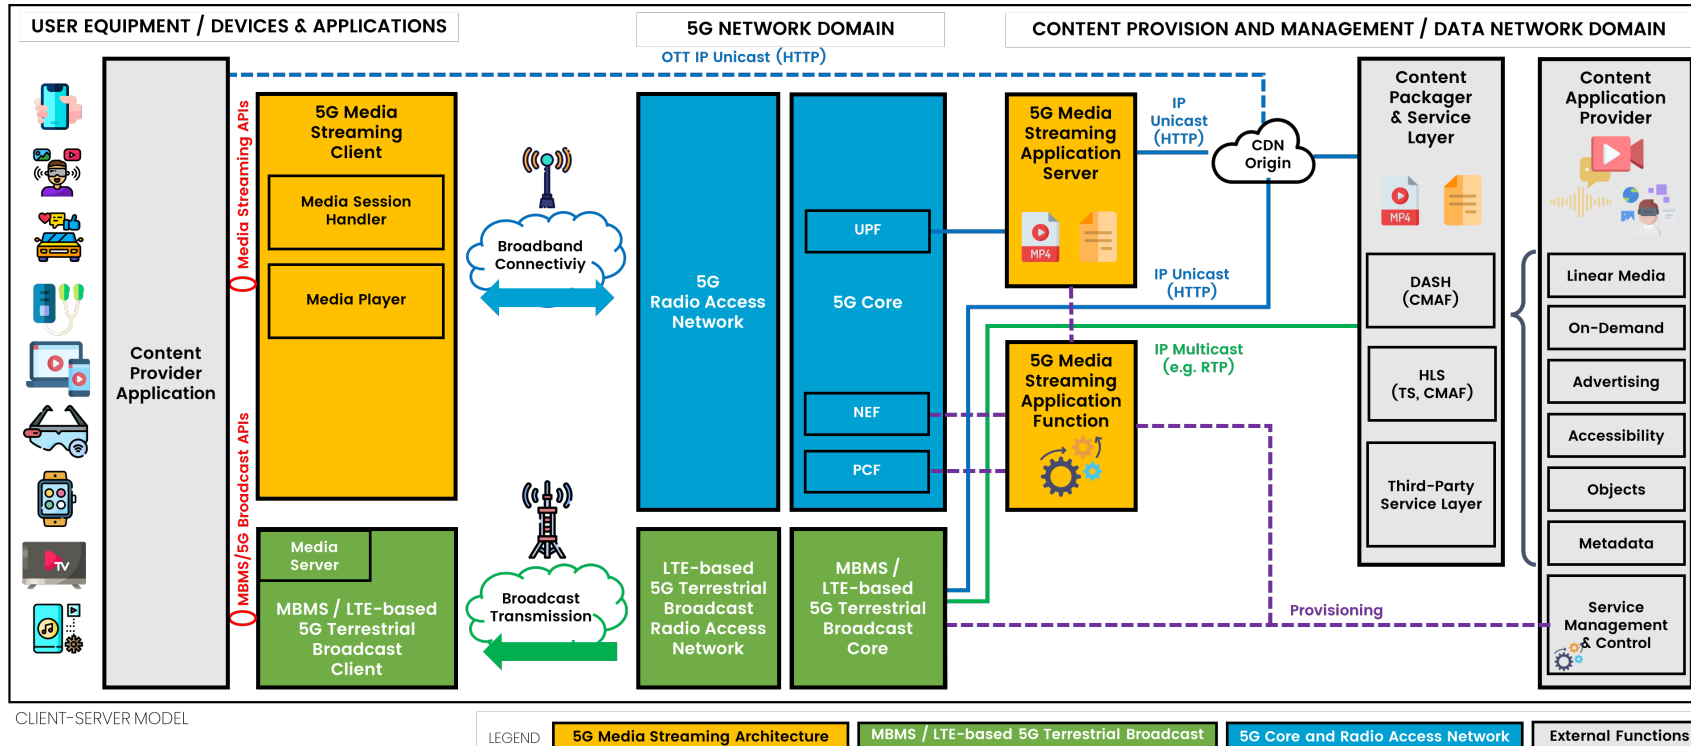 USER EQUIPMENT / DEVICES & APPLICATIONS
5G NETWORK DOMAIN
CONTENT PROVISION AND MANAGEMENT / DATA NETWORK DOMAIN
OTT IP Unicast (HTTP)
Content
Provider
Application
Media Streaming APIs
MBMS/5G Broadcast APIs
5G Media
Streaming
Client
Media Session
Handler
Media Player
Media
Server
MBMS / LTE-based
5G Terrestrial
Broadcast
Client
TV
Broadband
Connectiviy
Broadcast
Transmission
5G
Radio Access
Network
LTE-based
5G Terrestrial
Broadcast
Radio Access
Network
UPF
5G Core
NEF
PCF
MBMS /
LTE-based
5G Terrestrial
Broadcast
Core
5G Media
Streaming
Application
Server
MP4
5G Media
Streaming
Application
Function
IP
Unicast
(HTTP)
CDN
Origin
IP Unicast
(HTTP)
IP Multicast
(e.g. RTP)
Provisioning
Content
Packager
& Service
Layer
MP4
DASH
(CMAF)
HLS
(TS, CMAF)
Third-Party
Service Layer
Content
Application
Provider
Linear Media
On-Demand
Advertising
Accessibility
Objects
Metadata
Service
Management
& Control
CLIENT-SERVER MODEL
LEGEND
5G Media Streaming Architecture
MBMS / LTE-based 5G Terrestrial Broadcast
5G Core and Radio Access Network
External Functions